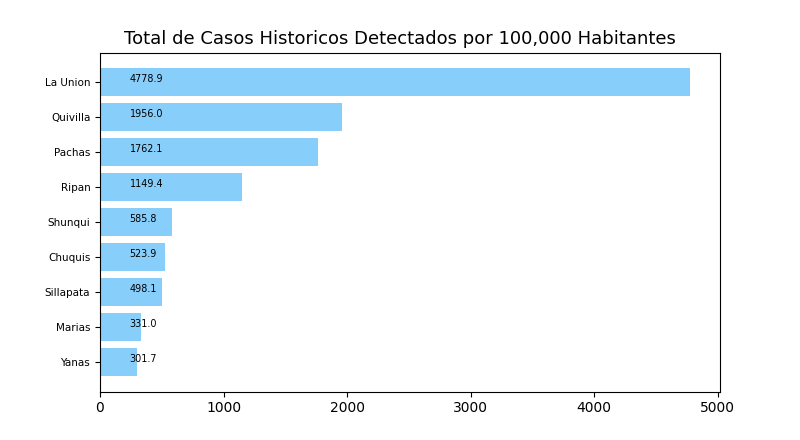 Total de Casos Historicos Detectados por 100,000 Habitantes
La Union 4778.9
Quivilla 1956.0
Pachas 1762.1
Ripan 1149.4
Shunqui 585.8
Chuquis 523.9
Sillapata 498.1
Marias 331.0
Yanas 301.7
0 1000 2000 3000 4000 5000